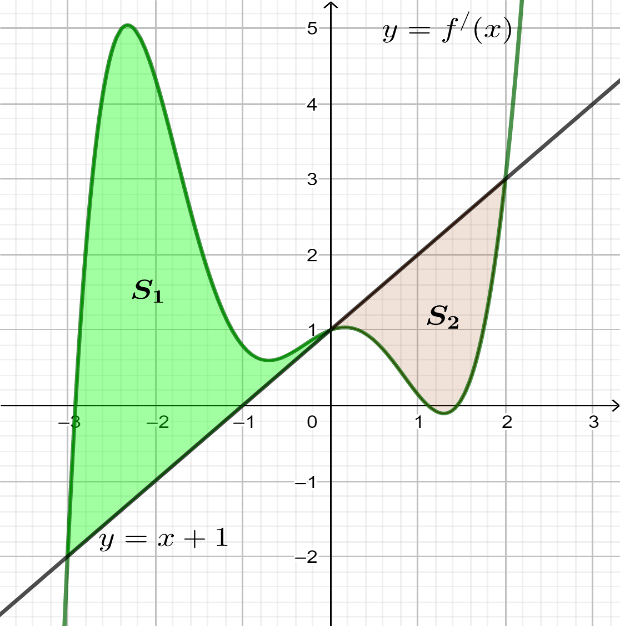 5
y = f′(x)
4
3
2
S₁
S₂
1
−3 −2 −1 0 1 2 3
−1
y = x + 1
−2